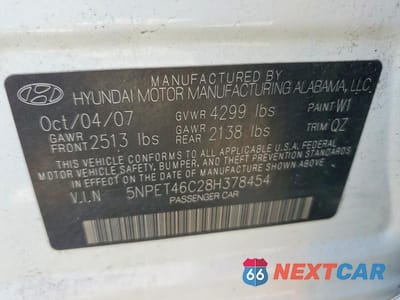 MANUFACTURED BY
HYUNDAI MOTOR MANUFACTURING ALABAMA, LLC.
Oct/04/07 GVWR 4299 lbs PAINT W1
GAWR FRONT 2513 lbs GAWR REAR 2138 lbs TRIM QZ
THIS VEHICLE CONFORMS TO ALL APPLICABLE FEDERAL
MOTOR VEHICLE SAFETY, BUMPER, AND THEFT PREVENTION
STANDARDS IN EFFECT ON THE DATE OF MANUFACTURE SHOWN ABOVE.
V.I.N 5NPET46C28H378454
PASSENGER CAR
66 NEXTCAR